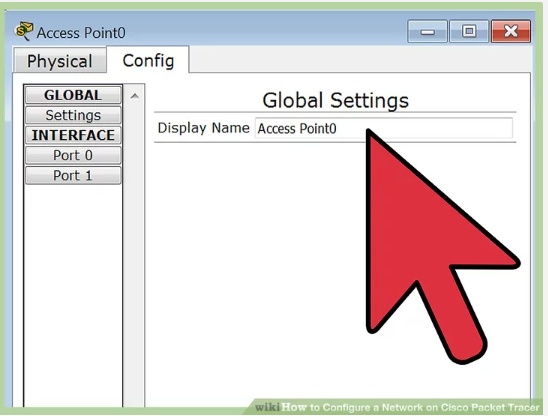 Access Point0
Physical Config
GLOBAL
Settings
INTERFACE
Port 0
Port 1
Global Settings
Display Name Access Point0
wikiHow to Configure a Network on Cisco Packet Tracer